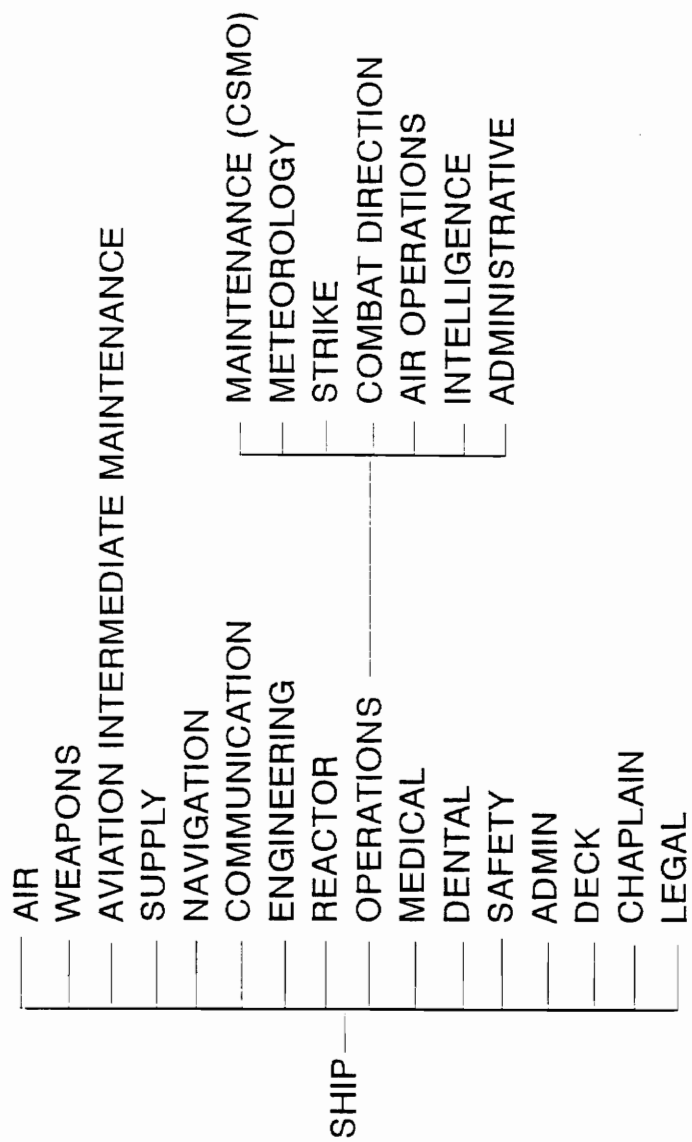 SHIP
AIR
WEAPONS
AVIATION INTERMEDIATE MAINTENANCE
SUPPLY
NAVIGATION
COMMUNICATION
ENGINEERING
REACTOR
OPERATIONS
MEDICAL
DENTAL
SAFETY
ADMIN
DECK
CHAPLAIN
LEGAL
MAINTENANCE (CSMO)
METEOROLOGY
STRIKE
COMBAT DIRECTION
AIR OPERATIONS
INTELLIGENCE
ADMINISTRATIVE